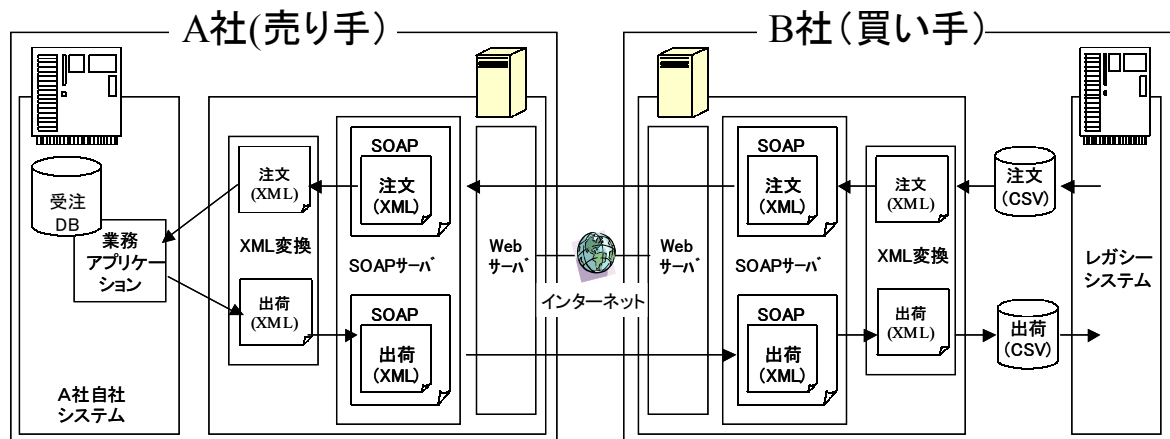 A社(売り手)
B社(買い手)
受注
DB
業務
アプリケー
ション
A社自社
システム
注文
(XML)
XML変換
出荷
(XML)
SOAP
注文
(XML)
SOAPサーバ
SOAP
出荷
(XML)
Web
サーバ
インターネット
Web
サーバ
SOAP
注文
(XML)
SOAPサーバ
SOAP
出荷
(XML)
注文
(XML)
XML変換
出荷
(XML)
注文
(CSV)
出荷
(CSV)
レガシー
システム